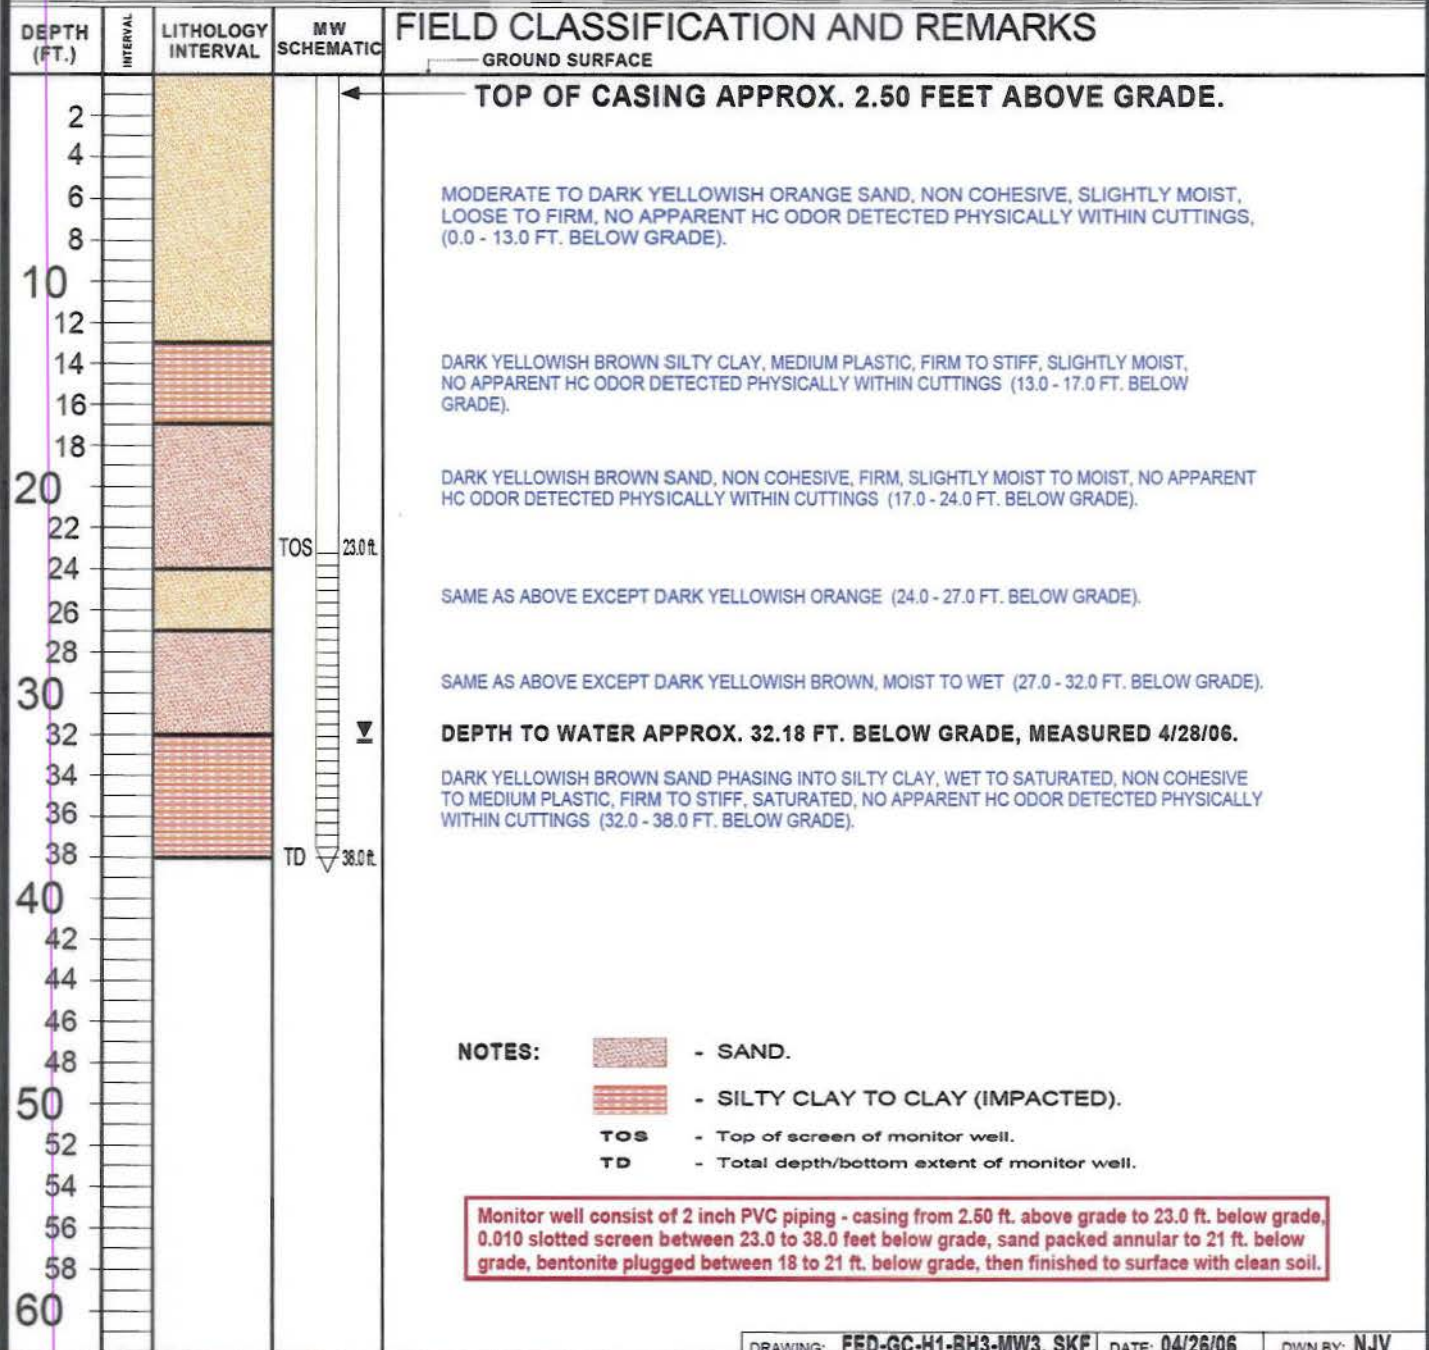 DEPTH
(FT.)
INTERVAL
LITHOLOGY
INTERVAL
MW
SCHEMATIC
FIELD CLASSIFICATION AND REMARKS
GROUND SURFACE
TOP OF CASING APPROX. 2.50 FEET ABOVE GRADE.
2
4
6
8
10
12
14
16
18
20
22
24
26
28
30
32
34
36
38
40
42
44
46
48
50
52
54
56
58
60
TOS
23.0 ft.
TD
38.0 ft.
MODERATE TO DARK YELLOWISH ORANGE SAND, NON COHESIVE, SLIGHTLY MOIST,
LOOSE TO FIRM, NO APPARENT HC ODOR DETECTED PHYSICALLY WITHIN CUTTINGS,
(0.0 - 13.0 FT. BELOW GRADE).
DARK YELLOWISH BROWN SILTY CLAY, MEDIUM PLASTIC, FIRM TO STIFF, SLIGHTLY MOIST,
NO APPARENT HC ODOR DETECTED PHYSICALLY WITHIN CUTTINGS (13.0 - 17.0 FT. BELOW
GRADE).
DARK YELLOWISH BROWN SAND, NON COHESIVE, FIRM, SLIGHTLY MOIST TO MOIST, NO APPARENT
HC ODOR DETECTED PHYSICALLY WITHIN CUTTINGS (17.0 - 24.0 FT. BELOW GRADE).
SAME AS ABOVE EXCEPT DARK YELLOWISH ORANGE (24.0 - 27.0 FT. BELOW GRADE).
SAME AS ABOVE EXCEPT DARK YELLOWISH BROWN, MOIST TO WET (27.0 - 32.0 FT. BELOW GRADE).
DEPTH TO WATER APPROX. 32.18 FT. BELOW GRADE, MEASURED 4/28/06.
DARK YELLOWISH BROWN SAND PHASING INTO SILTY CLAY, WET TO SATURATED, NON COHESIVE
TO MEDIUM PLASTIC, FIRM TO STIFF, SATURATED, NO APPARENT HC ODOR DETECTED PHYSICALLY
WITHIN CUTTINGS (32.0 - 38.0 FT. BELOW GRADE).
NOTES:
- SAND.
- SILTY CLAY TO CLAY (IMPACTED).
TOS - Top of screen of monitor well.
TD - Total depth/bottom extent of monitor well.
Monitor well consist of 2 inch PVC piping - casing from 2.50 ft. above grade to 23.0 ft. below grade,
0.010 slotted screen between 23.0 to 38.0 feet below grade, sand packed annular to 21 ft. below
grade, bentonite plugged between 18 to 21 ft. below grade, then finished to surface with clean soil.
DRAWING: FED-GC-H1-BH3-MW3. SKF DATE: 04/26/06 DWN BY: NJV